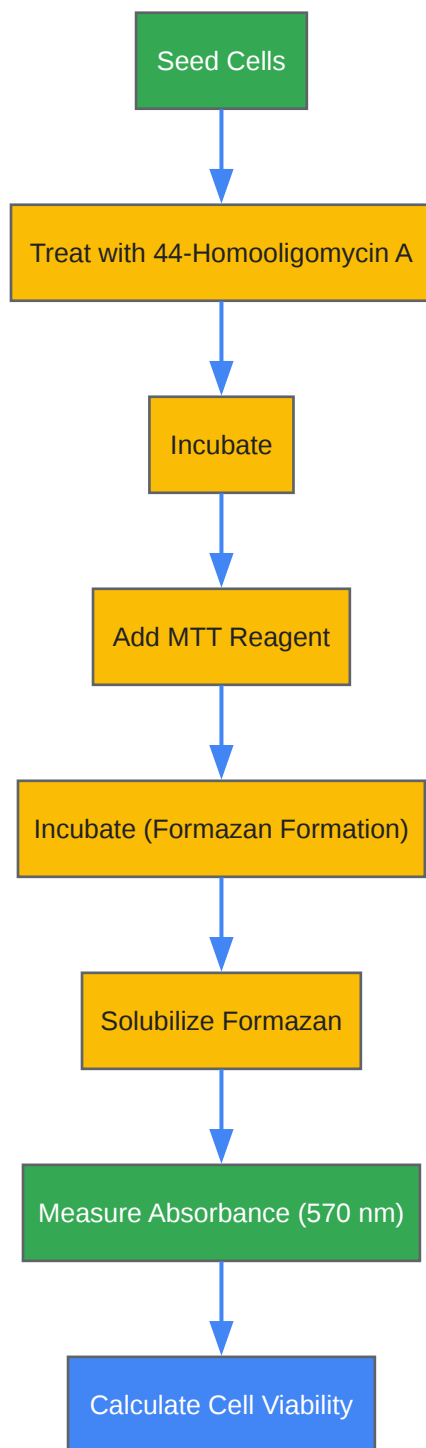 Seed Cells
Treat with 44-Homooligomycin A
Incubate
Add MTT Reagent
Incubate (Formazan Formation)
Solubilize Formazan
Measure Absorbance (570 nm)
Calculate Cell Viability